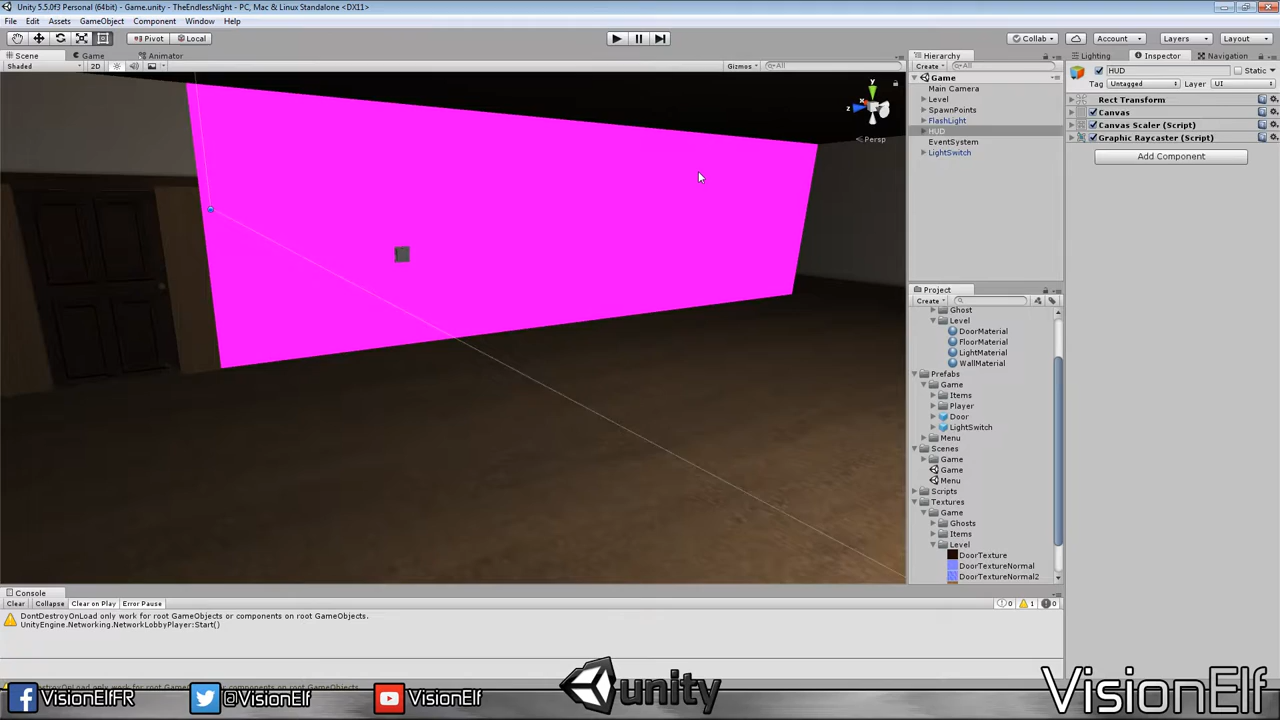 Unity 5.5.0f3 Personal (64bit) - Game.unity - TheEndlessNight - PC, Mac & Linux Standalone <DX11>
File Edit Assets GameObject Component Window Help
Pivot Local Collab Account Layers Layout
Scene Game Animator
Shaded 2D Gizmos All
y
x
z
Persp
Hierarchy
Create All
Game
Main Camera
Level
SpawnPoints
FlashLight
HUD
EventSystem
LightSwitch
Project
Create
Ghost
Level
DoorMaterial
FloorMaterial
LightMaterial
WallMaterial
Prefabs
Game
Items
Player
Door
LightSwitch
Menu
Scenes
Game
Game
Menu
Scripts
Textures
Game
Ghosts
Items
Level
DoorTexture
DoorTextureNormal
DoorTextureNormal2
Lighting Inspector Navigation
HUD Static
Tag Untagged Layer UI
Rect Transform
Canvas
Canvas Scaler (Script)
Graphic Raycaster (Script)
Add Component
Console
Clear Collapse Clear on Play Error Pause 0 1 0
DontDestroyOnLoad only work for root GameObjects or components on root GameObjects.
UnityEngine.Networking.NetworkLobbyPlayer:Start()
VisionElfFR @VisionElf VisionElf unity VisionElf